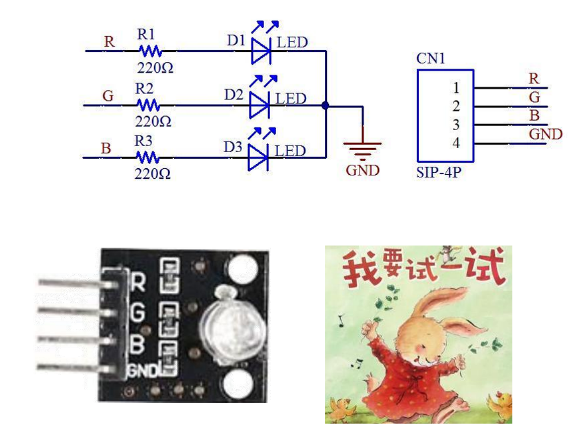 R
R1
220Ω
D1
LED
G
R2
220Ω
D2
LED
B
R3
220Ω
D3
LED
GND
CN1
1
R
2
G
3
B
4
GND
SIP-4P
R
G
B
GND
我要试一试